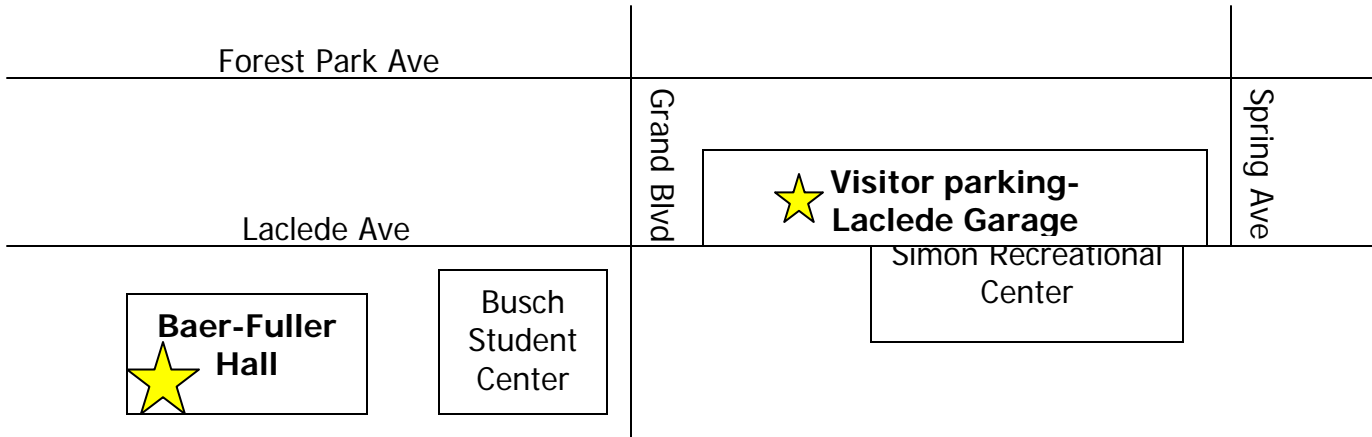 Forest Park Ave
Grand Blvd
Spring Ave
Visitor parking-
Laclede Garage
Laclede Ave
Simon Recreational
Center
Baer-Fuller
Hall
Busch
Student
Center